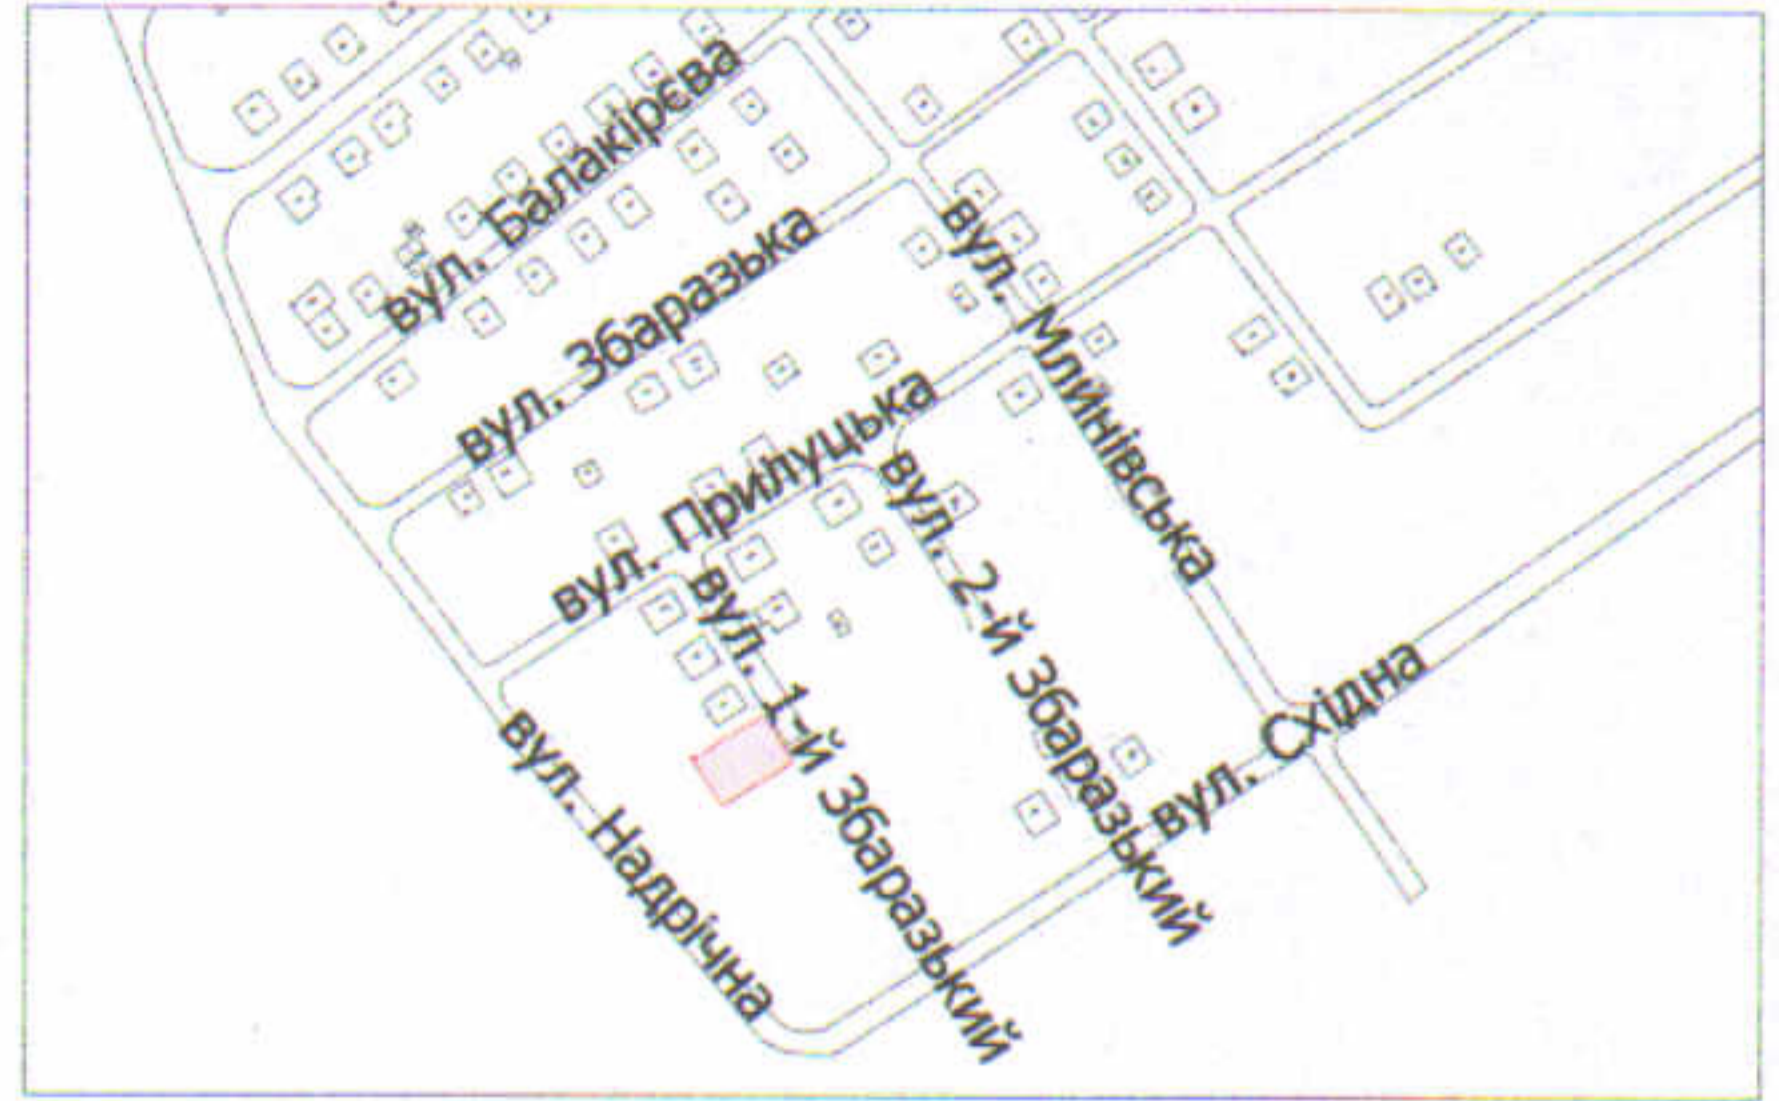 вул. Балакірєва
вул. Збаразька
вул. Млинівська
вул. Прилуцька
вул. 2-й Збаразький
вул. 1-й Збаразький
вул. Східна
вул. Надрічна